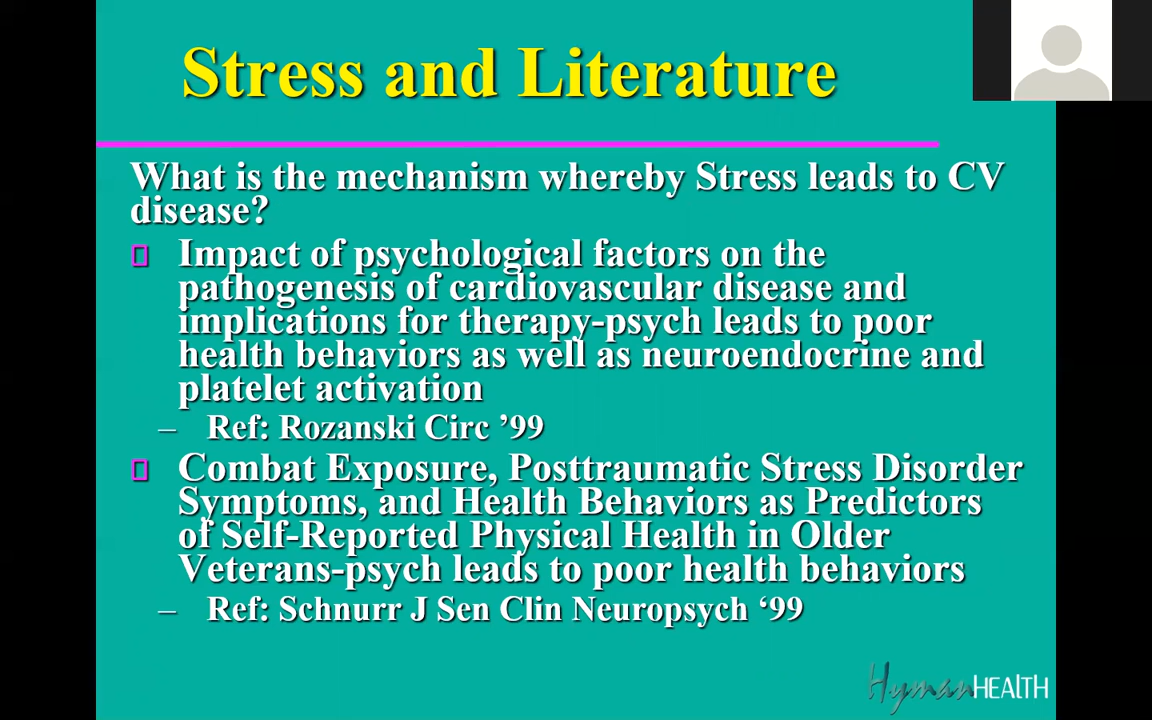 Stress and Literature
What is the mechanism whereby Stress leads to CV
disease?
Impact of psychological factors on the
pathogenesis of cardiovascular disease and
implications for therapy-psych leads to poor
health behaviors as well as neuroendocrine and
platelet activation
– Ref: Rozanski Circ ’99
Combat Exposure, Posttraumatic Stress Disorder
Symptoms, and Health Behaviors as Predictors
of Self-Reported Physical Health in Older
Veterans-psych leads to poor health behaviors
– Ref: Schnurr J Sen Clin Neuropsych ‘99
HymanHEALTH